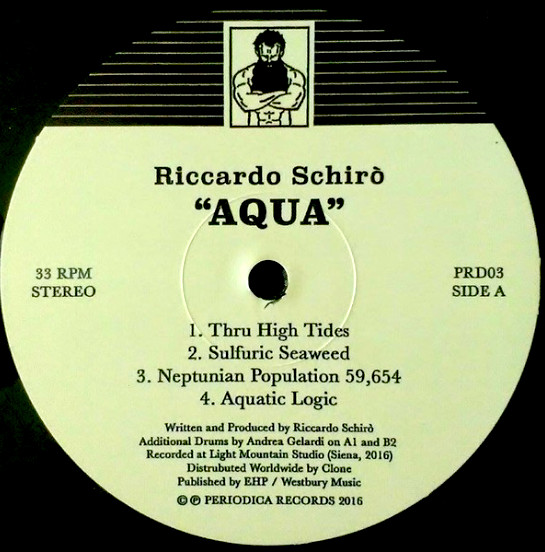 Riccardo Schirò
“AQUA”
33 RPM
STEREO
PRD03
SIDE A
1. Thru High Tides
2. Sulfuric Seaweed
3. Neptunian Population 59,654
4. Aquatic Logic
Written and Produced by Riccardo Schirò
Additional Drums by Andrea Gelardi on A1 and B2
Recorded at Light Mountain Studio (Siena, 2016)
Distrubuted Worldwide by Clone
Published by EHP / Westbury Music
© ℗ PERIODICA RECORDS 2016